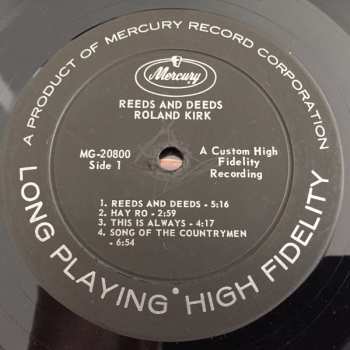 A PRODUCT OF MERCURY RECORD CORPORATION
Mercury
REEDS AND DEEDS
ROLAND KIRK
MG-20800
Side 1
A Custom High
Fidelity
Recording
1. REEDS AND DEEDS - 5:16
2. HAY RO - 2:59
3. THIS IS ALWAYS - 4:17
4. SONG OF THE COUNTRYMEN
- 6:54
LONG PLAYING HIGH FIDELITY